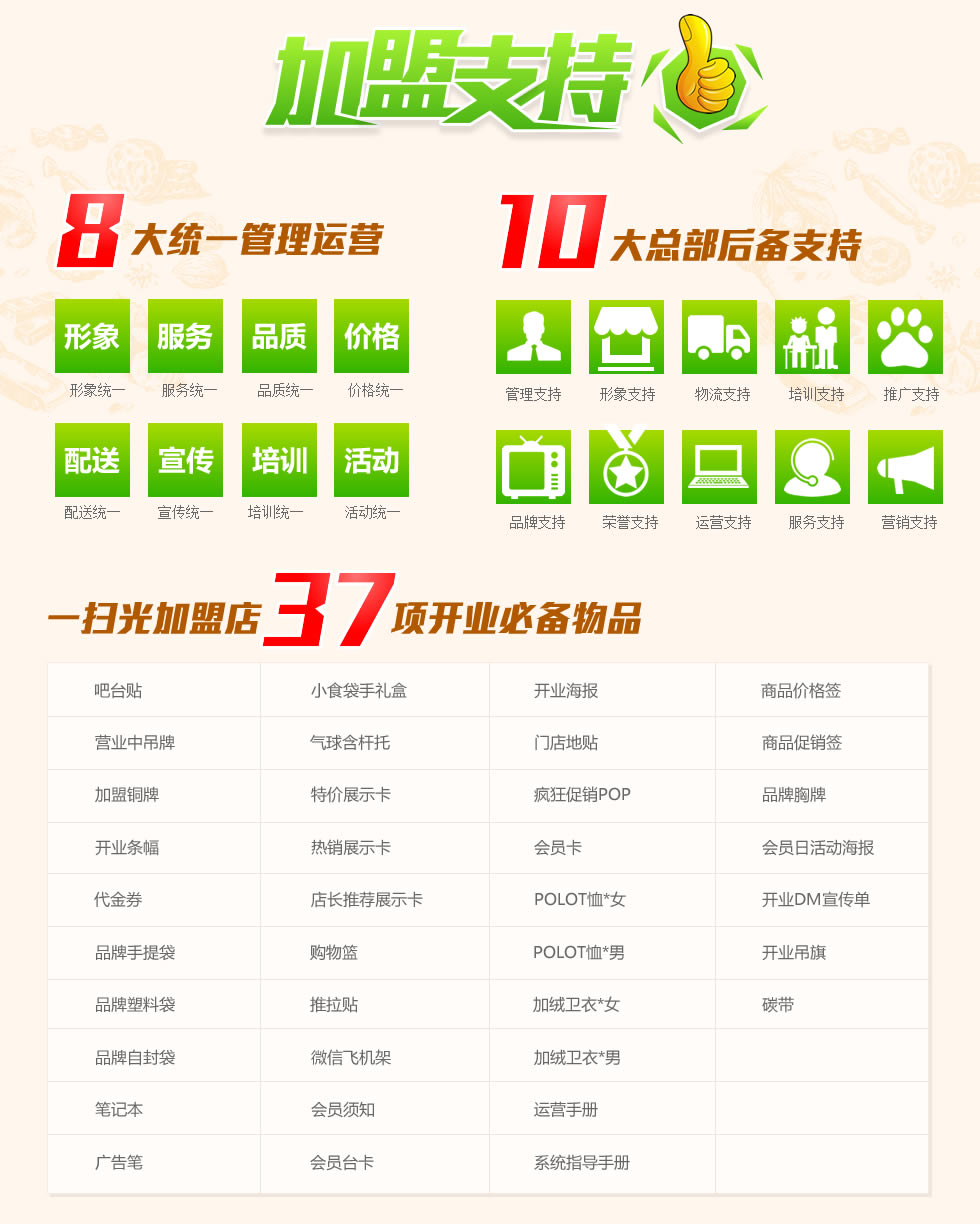 加盟支持
8大统一管理运营
10大总部后备支持
形象 服务 品质 价格
形象统一 服务统一 品质统一 价格统一
配送 宣传 培训 活动
配送统一 宣传统一 培训统一 活动统一
管理支持 形象支持 物流支持 培训支持 推广支持
品牌支持 荣誉支持 运营支持 服务支持 营销支持
一扫光加盟店37项开业必备物品
吧台贴 小食袋手礼盒 开业海报 商品价格签
营业中吊牌 气球含杆托 门店地贴 商品促销签
加盟铜牌 特价展示卡 疯狂促销POP 品牌胸牌
开业条幅 热销展示卡 会员卡 会员日活动海报
代金券 店长推荐展示卡 POLOT恤*女 开业DM宣传单
品牌手提袋 购物篮 POLOT恤*男 开业吊旗
品牌塑料袋 推拉贴 加绒卫衣*女 碳带
品牌自封袋 微信飞机架 加绒卫衣*男
笔记本 会员须知 运营手册
广告笔 会员台卡 系统指导手册